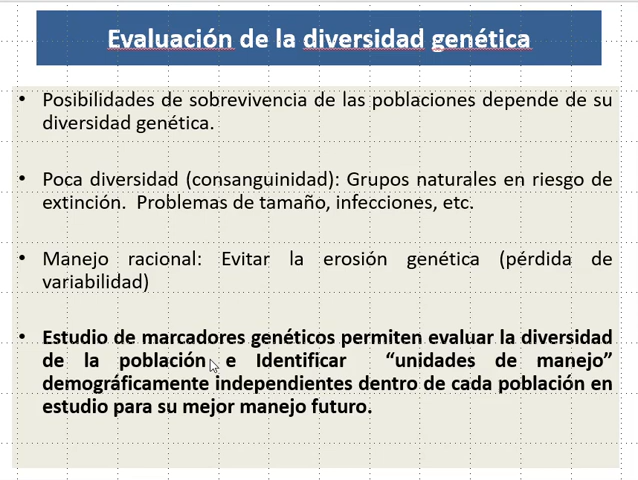 Evaluación de la diversidad genética
• Posibilidades de sobrevivencia de las poblaciones depende de su
diversidad genética.
• Poca diversidad (consanguinidad): Grupos naturales en riesgo de
extinción. Problemas de tamaño, infecciones, etc.
• Manejo racional: Evitar la erosión genética (pérdida de
variabilidad)
• Estudio de marcadores genéticos permiten evaluar la diversidad
de la población e Identificar “unidades de manejo”
demográficamente independientes dentro de cada población en
estudio para su mejor manejo futuro.